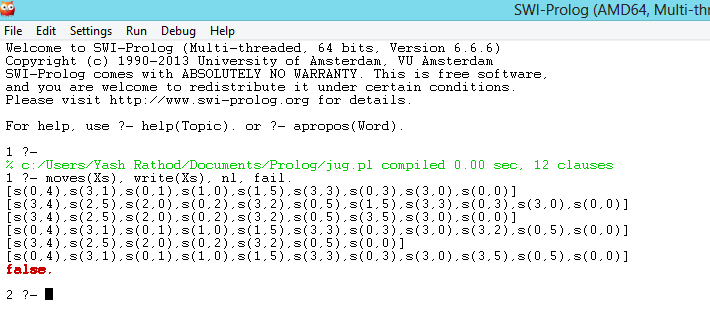 SWI-Prolog (AMD64, Multi-thr
File Edit Settings Run Debug Help
Welcome to SWI-Prolog (Multi-threaded, 64 bits, Version 6.6.6)
Copyright (c) 1990-2013 University of Amsterdam, VU Amsterdam
SWI-Prolog comes with ABSOLUTELY NO WARRANTY. This is free software,
and you are welcome to redistribute it under certain conditions.
Please visit http://www.swi-prolog.org for details.
For help, use ?- help(Topic). or ?- apropos(Word).
1 ?-
% c:/Users/Yash Rathod/Documents/Prolog/jug.pl compiled 0.00 sec, 12 clauses
1 ?- moves(Xs), write(Xs), nl, fail.
[s(0,4),s(3,1),s(0,1),s(1,0),s(1,5),s(3,3),s(0,3),s(3,0),s(0,0)]
[s(3,4),s(2,5),s(2,0),s(0,2),s(3,2),s(0,5),s(1,5),s(3,3),s(0,3),s(3,0),s(0,0)]
[s(3,4),s(2,5),s(2,0),s(0,2),s(3,2),s(3,5),s(3,0),s(0,0)]
[s(0,4),s(3,1),s(0,1),s(1,0),s(1,5),s(3,3),s(0,3),s(3,0),s(3,2),s(0,5),s(0,0)]
[s(3,4),s(2,5),s(2,0),s(0,2),s(3,2),s(0,5),s(0,0)]
[s(0,4),s(3,1),s(0,1),s(1,0),s(1,5),s(3,3),s(0,3),s(3,0),s(3,5),s(0,5),s(0,0)]
false.
2 ?-